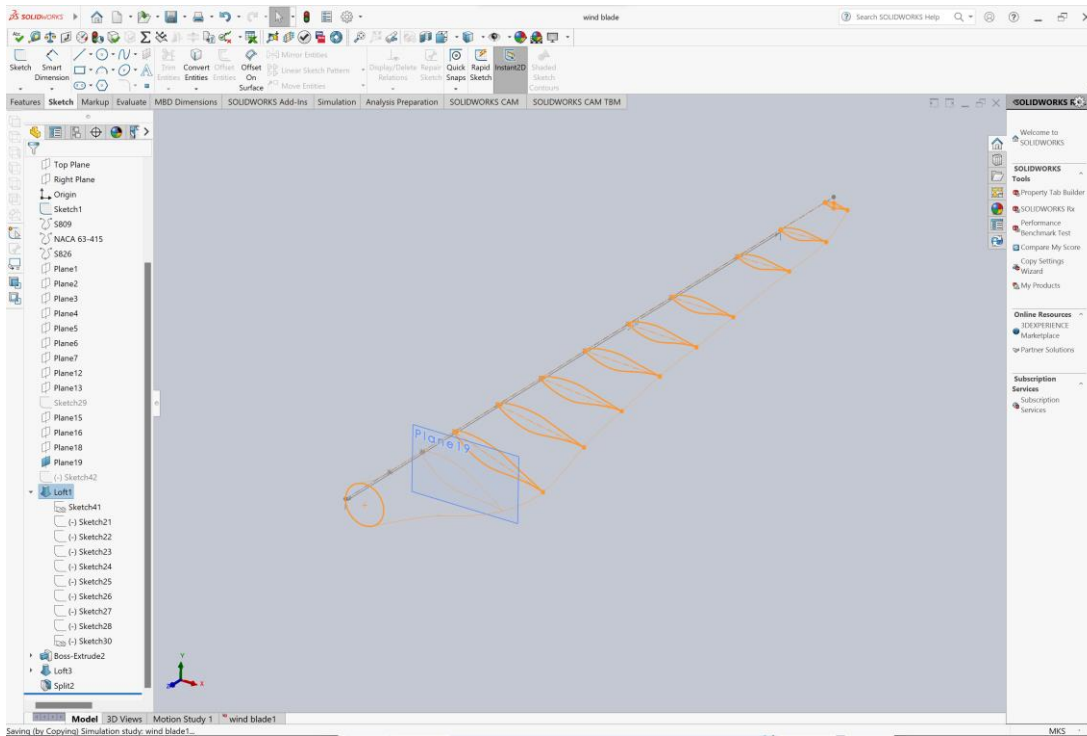 SOLIDWORKS
wind blade
Search SOLIDWORKS Help
Sketch
Smart Dimension
Trim Entities
Convert Entities
Offset Entities
Offset On Surface
Mirror Entities
Linear Sketch Pattern
Move Entities
Display/Delete Relations
Repair Sketch
Quick Snaps
Rapid Sketch
Instant2D
Shaded Sketch Contours
Features Sketch Markup Evaluate MBD Dimensions SOLIDWORKS Add-Ins Simulation Analysis Preparation SOLIDWORKS CAM SOLIDWORKS CAM TBM
Top Plane
Right Plane
Origin
Sketch1
S809
NACA 63-415
S826
Plane1
Plane2
Plane3
Plane4
Plane5
Plane6
Plane7
Plane12
Plane13
Sketch29
Plane15
Plane16
Plane18
Plane19
(-) Sketch42
Loft1
Sketch41
(-) Sketch21
(-) Sketch22
(-) Sketch23
(-) Sketch24
(-) Sketch25
(-) Sketch26
(-) Sketch27
(-) Sketch28
(-) Sketch30
Boss-Extrude2
Loft3
Split2
Plane19
Y
X
Z
SOLIDWORKS R
Welcome to
SOLIDWORKS
SOLIDWORKS
Tools
Property Tab Builder
SOLIDWORKS Rx
Performance
Benchmark Test
Compare My Score
Copy Settings
Wizard
My Products
Online Resources
3DEXPERIENCE
Marketplace
Partner Solutions
Subscription
Services
Subscription
Services
Model 3D Views Motion Study 1 wind blade1
Saving (by Copying) Simulation study: wind blade1...
MKS